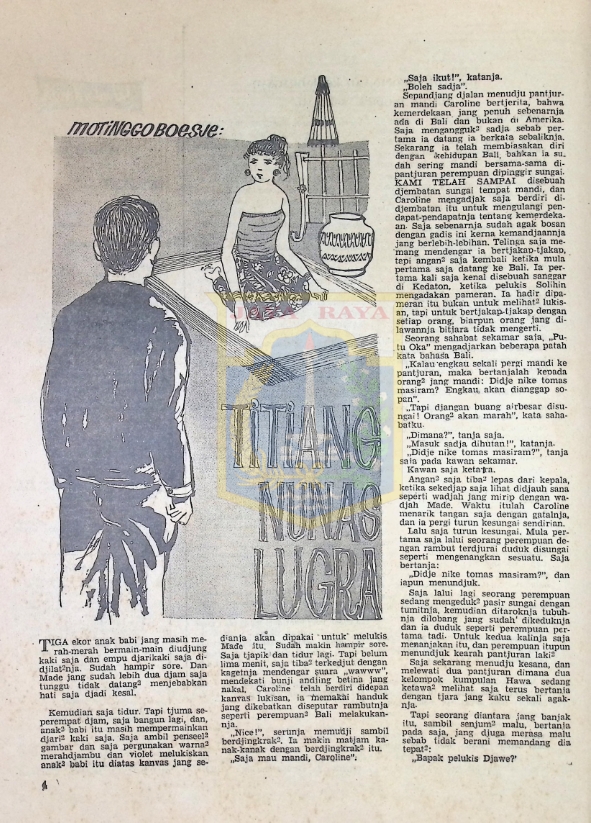 MOTINGGO BOESJE:
TITIANG
NUNAS
LUGRA
JAYA RAYA
TIGA ekor anak babi jang masih me-
rah-merah bermain-main diudjung
kaki saja dan empu djarikaki saja di-
djilat²nja. Sudah hampir sore. Dan
Made jang sudah lebih dua djam saja
tunggu tidak datang² menjebabkan
hati saja djadi kesal.
Kemudian saja tidur. Tapi tjuma se-
perempat djam, saja bangun lagi, dan,
anak² babi itu masih mempermainkan
djari² kaki saja. Saja ambil penseel²
gambar dan saja pergunakan warna²
merahdjambu dan violet melukiskan
anak² babi itu diatas kanvas jang se-
dianja akan dipakai untuk melukis
Made itu. Sudah makin hampir sore.
Saja tjapik dan tidur lagi. Tapi belum
lima menit, saja tiba² terkedjut dengan
kagetnja mendengar suara „wawww",
mendekati bunji andjing betina jang
nakal. Caroline telah berdiri didepan
kanvas lukisan, ia memakai handuk
jang dikebatkan diseputar rambutnja
seperti perempuan² Bali melakukan-
nja.
„Nice!", serunja memudji sambil
berdjingkrak². Ia makin matjam ka-
nak-kanak dengan berdjingkrak² itu.
„Saja mau mandi, Caroline".
„Saja ikut!", katanja.
„Boleh sadja".
Sepandjang djalan menudju pantjur-
an mandi Caroline bertjerita, bahwa
kemerdekaan jang penuh sebenarnja
ada di Bali dan bukan di Amerika.
Saja mengangguk² sadja sebab per-
tama ia datang ia berkata sebaliknja.
Sekarang ia telah membiasakan diri
dengan kehidupan Bali, bahkan ia su-
dah sering mandi bersama-sama di-
pantjuran perempuan dipinggir sungai.
KAMI TELAH SAMPAI disebuah
djembatan sungai tempat mandi, dan
Caroline mengadjak saja berdiri di-
djembatan itu untuk mengulangi pen-
dapat-pendapatnja tentang kemerdeka-
an. Saja sebenarnja sudah agak bosan
dengan gadis ini kerna kemandjaannja
jang berlebih-lebihan. Telinga saja me-
mang mendengar ia bertjakap-tjakap,
tepi angan² saja kembali ketika mula
pertama saja datang ke Bali. Ia per-
tama kali saja kenal disebuah sanggar
di Kedaton, ketika pelukis Solihin
mengadakan pameran. Ia hadir dipa-
meran itu bukan untuk melihat² lukis-
an, tapi untuk bertjakap-tjakap dengan
setiap orang, biarpun orang jang di-
lawannja bitjara tidak mengerti.
Seorang sahabat sekamar saja, „Pu-
tu Oka" mengadjarkan beberapa patah
kata bahasa Bali.
„Kalau engkau sekali pergi mandi ke
pantjuran, maka bertanjalah kepada
orang² jang mandi: Didje nike tomas
masiram? Engkau, akan dianggap so-
pan".
„Tapi djangan buang airbesar disu-
ngai! Orang² akan marah", kata saha-
batku.
„Dimana?", tanja saja.
„Masuk sadja dihutan!", katanja.
„Didje nike tomas masiram?", tanja
saja pada kawan sekamar.
Kawan saja ketawa.
Angan² saja tiba² lepas dari kepala,
ketika sekedjap saja lihat didjauh sana
seperti wadjah jang mirip dengan wa-
djah Made. Waktu itulah Caroline
menarik tangan saja dengan gatalnja,
dan ia pergi turun kesungai sendirian.
Lalu saja turun kesungai. Mula per-
tama saja lalui seorang perempuan de-
ngan rambut terdjurai duduk disungai
seperti mengenangkan sesuatu. Saja
bertanja:
„Didje nike tomas masiram?", dan
iapun menundjuk.
Saja lalui lagi seorang perempuan
sedang mengeduk² pasir sungai dengan
tumitnja, kemudian ditaroknja tubuh-
nja dilobang jang sudah dikeduknja
dan ia duduk seperti perempuan per-
tama tadi. Untuk kedua kalinja saja
menanjakan itu, dan perempuan itupun
menundjuk kearah pantjuran laki²
Saja sekarang menudju kesana, dan
melewati dua pantjuran dimana dua
kelompok kumpulan Hawa sedang
ketawa² melihat saja terus bertanja
dengan tjara jang kaku sekali agak-
nja.
Tapi seorang diantara jang banjak
itu, sambil senjum² malu, bertanja
pada saja, jang djuga merasa malu
sebab tidak berani memandang dia
tepat²:
„Bapak pelukis Djawe?"
4